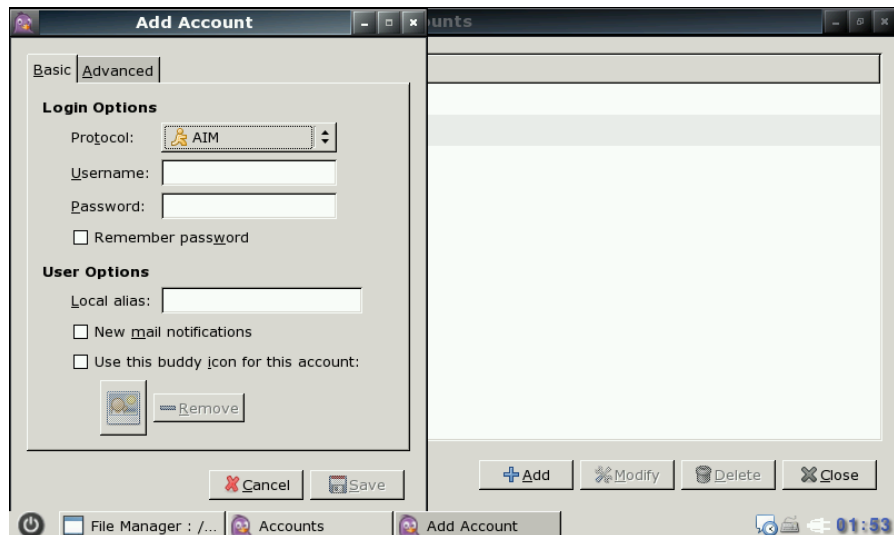 Add Account
Basic
Advanced
Login Options
Protocol: AIM
Username:
Password:
Remember password
User Options
Local alias:
New mail notifications
Use this buddy icon for this account:
Remove
Cancel
Save
Add
Modify
Delete
Close
File Manager : /...
Accounts
Add Account
01:53